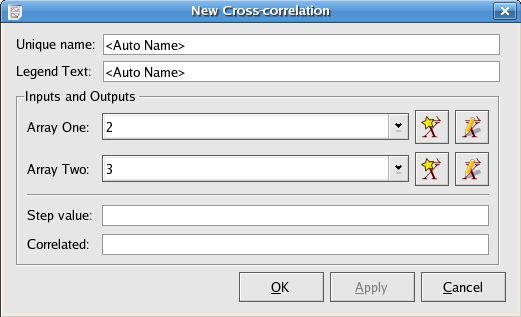 New Cross-correlation
Unique name: <Auto Name>
Legend Text: <Auto Name>
Inputs and Outputs
Array One: 2
Array Two: 3
Step value:
Correlated:
OK Apply Cancel